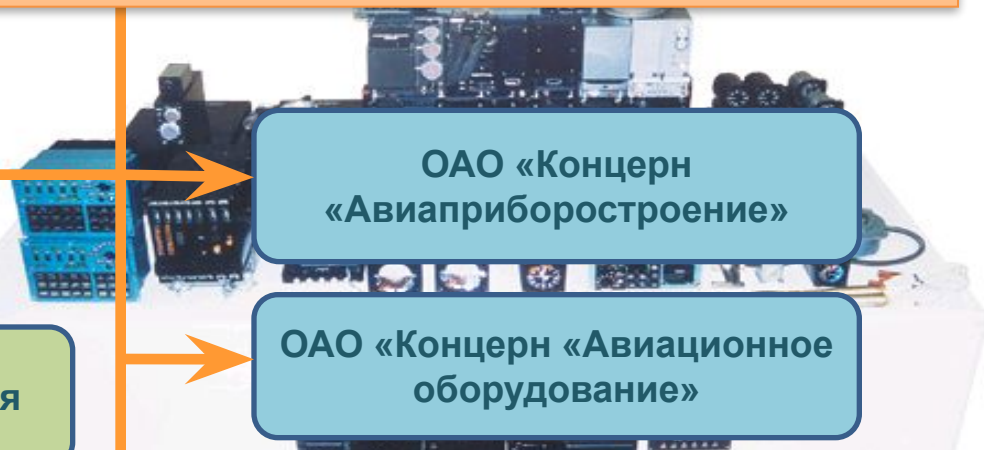 ОАО «Концерн
«Авиаприборостроение»
ОАО «Концерн «Авиационное
оборудование»
я